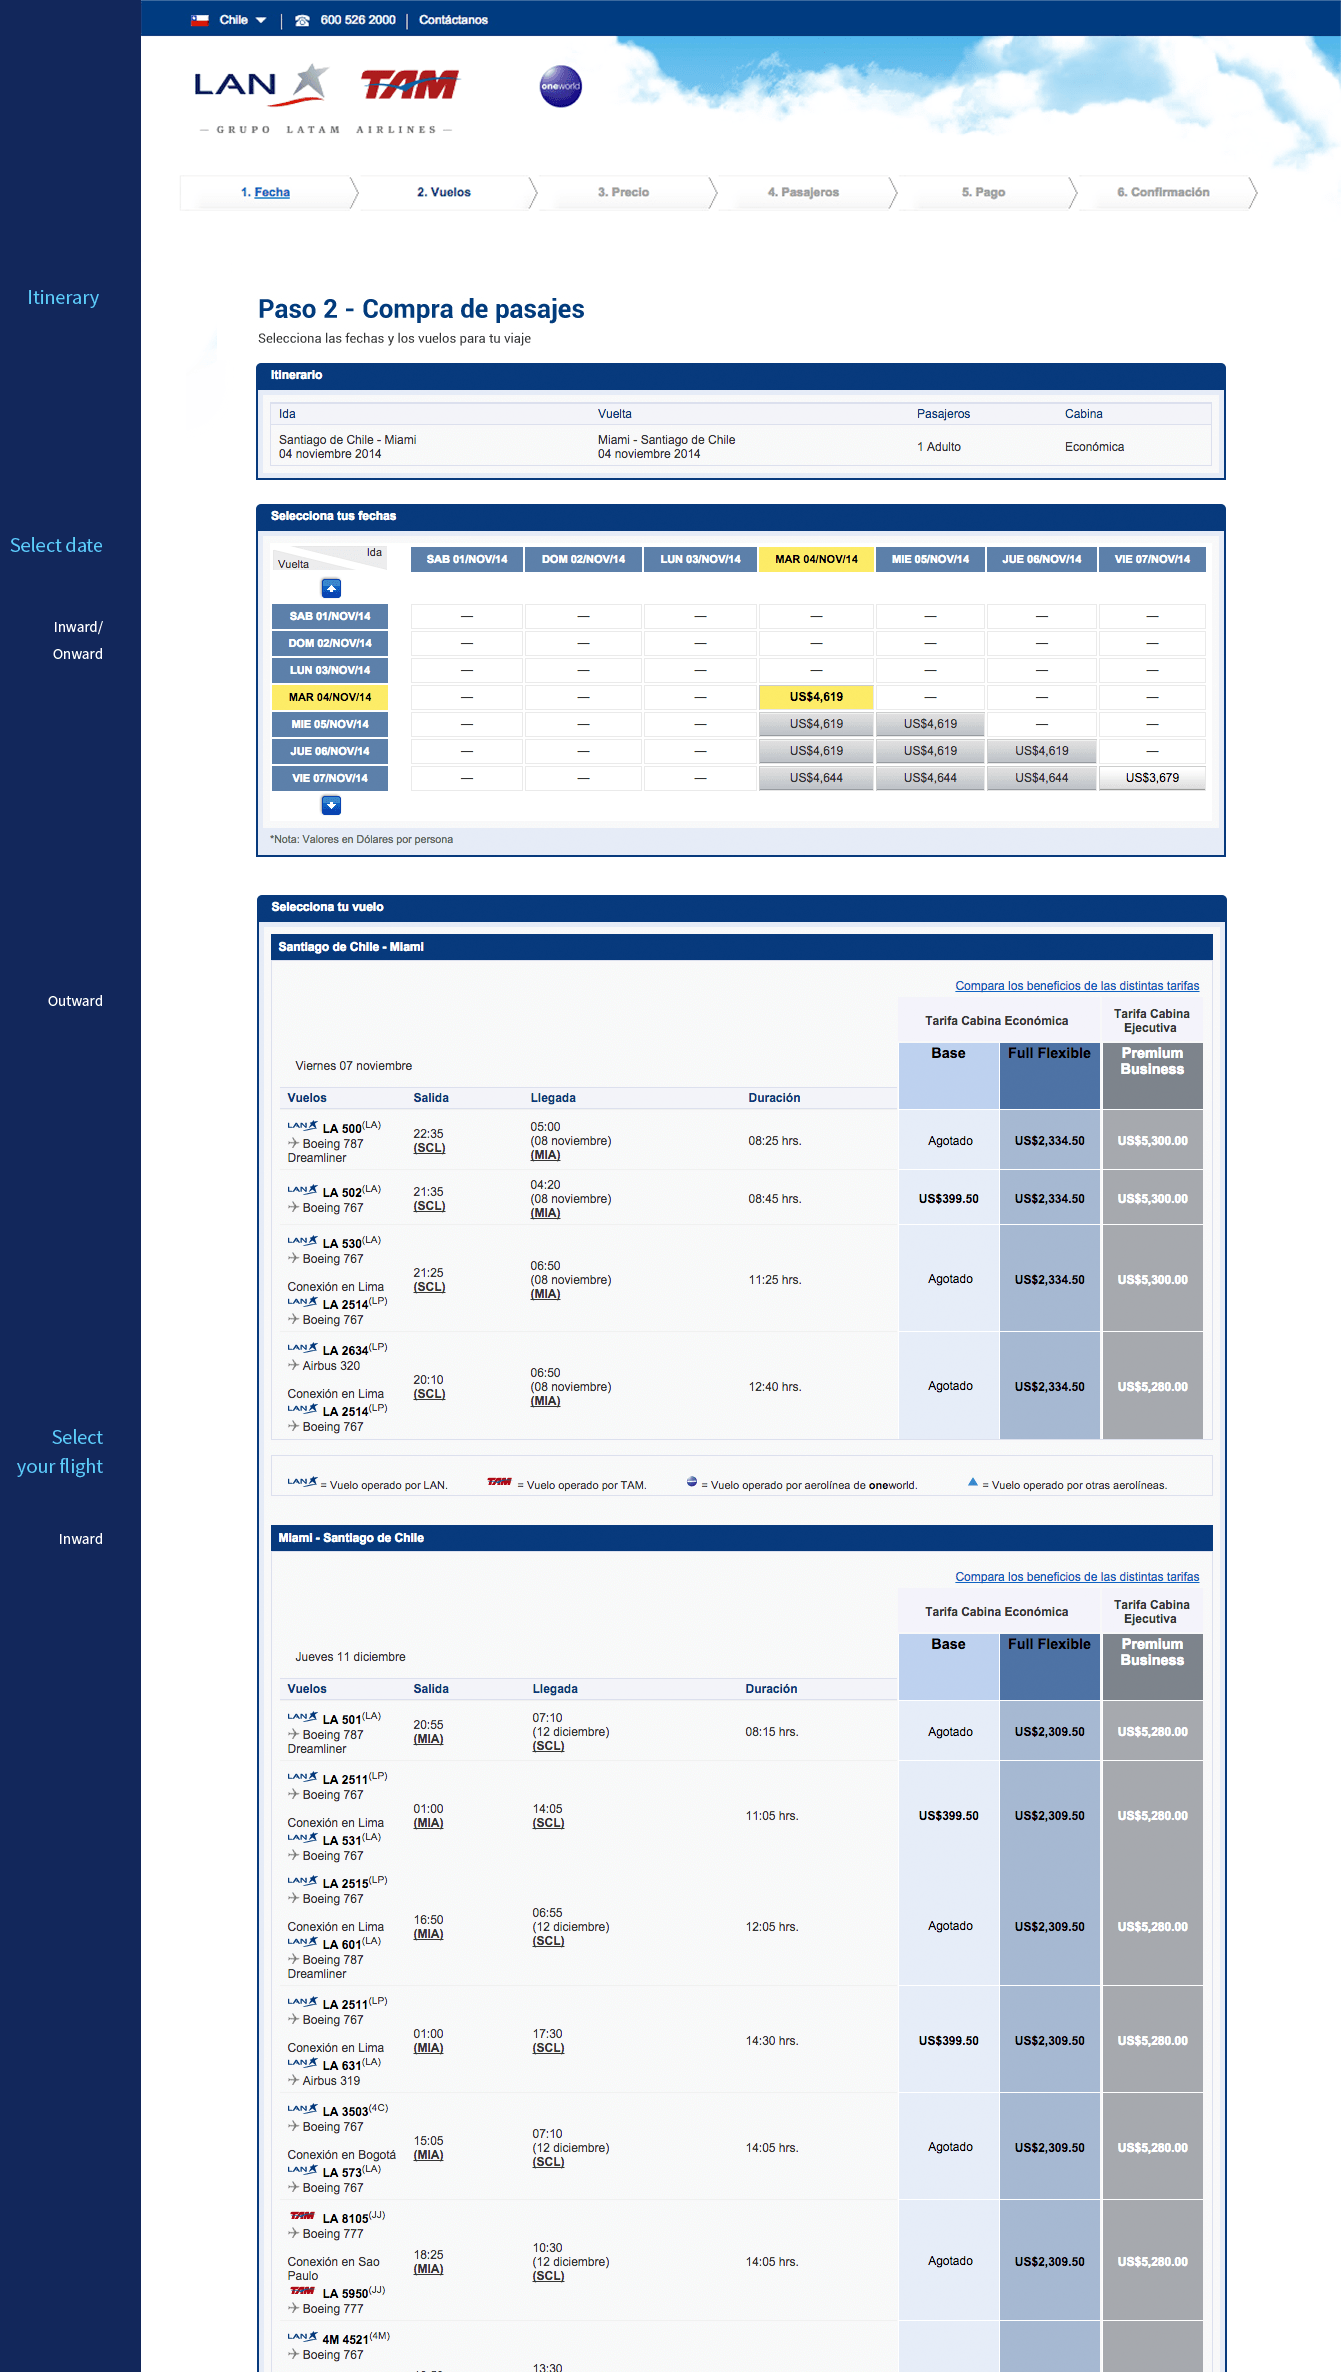 Chile
600 526 2000
Contáctanos
LAN
TAM
oneworld
GRUPO LATAM AIRLINES
1. Fecha
2. Vuelos
3. Precio
4. Pasajeros
5. Pago
6. Confirmación
Itinerary
Paso 2 - Compra de pasajes
Selecciona las fechas y los vuelos para tu viaje
Itinerario
Ida Vuelta Pasajeros Cabina
Santiago de Chile - Miami Miami - Santiago de Chile 1 Adulto Económica
04 noviembre 2014 04 noviembre 2014
Select date
Inward/
Onward
Selecciona tus fechas
Ida
Vuelta
SAB 01/NOV/14 DOM 02/NOV/14 LUN 03/NOV/14 MAR 04/NOV/14 MIE 05/NOV/14 JUE 06/NOV/14 VIE 07/NOV/14
SAB 01/NOV/14 — — — — — — —
DOM 02/NOV/14 — — — — — — —
LUN 03/NOV/14 — — — — — — —
MAR 04/NOV/14 — — — US$4,619 — — —
MIE 05/NOV/14 — — — US$4,619 US$4,619 — —
JUE 06/NOV/14 — — — US$4,619 US$4,619 US$4,619 —
VIE 07/NOV/14 — — — US$4,644 US$4,644 US$4,644 US$3,679
*Nota: Valores en Dólares por persona
Select
your flight
Outward
Selecciona tu vuelo
Santiago de Chile - Miami
Compara los beneficios de las distintas tarifas
Tarifa Cabina Económica
Tarifa Cabina
Ejecutiva
Viernes 07 noviembre
Base Full Flexible Premium
Business
Vuelos Salida Llegada Duración
LAN LA 500(LA)
Boeing 787
Dreamliner
22:35
(SCL)
05:00
(08 noviembre)
(MIA)
08:25 hrs.
Agotado US$2,334.50 US$5,300.00
LAN LA 502(LA)
Boeing 767
21:35
(SCL)
04:20
(08 noviembre)
(MIA)
08:45 hrs.
US$399.50 US$2,334.50 US$5,300.00
LAN LA 530(LA)
Boeing 767
Conexión en Lima
LAN LA 2514(LP)
Boeing 767
21:25
(SCL)
06:50
(08 noviembre)
(MIA)
11:25 hrs.
Agotado US$2,334.50 US$5,300.00
LAN LA 2634(LP)
Airbus 320
Conexión en Lima
LAN LA 2514(LP)
Boeing 767
20:10
(SCL)
06:50
(08 noviembre)
(MIA)
12:40 hrs.
Agotado US$2,334.50 US$5,280.00
LAN = Vuelo operado por LAN. TAM = Vuelo operado por TAM. = Vuelo operado por aerolínea de oneworld. = Vuelo operado por otras aerolíneas.
Inward
Miami - Santiago de Chile
Compara los beneficios de las distintas tarifas
Tarifa Cabina Económica
Tarifa Cabina
Ejecutiva
Jueves 11 diciembre
Base Full Flexible Premium
Business
Vuelos Salida Llegada Duración
LAN LA 501(LA)
Boeing 787
Dreamliner
20:55
(MIA)
07:10
(12 diciembre)
(SCL)
08:15 hrs.
Agotado US$2,309.50 US$5,280.00
LAN LA 2511(LP)
Boeing 767
Conexión en Lima
LAN LA 531(LA)
Boeing 767
01:00
(MIA)
14:05
(SCL)
11:05 hrs.
US$399.50 US$2,309.50 US$5,280.00
LAN LA 2515(LP)
Boeing 767
Conexión en Lima
LAN LA 601(LA)
Boeing 787
Dreamliner
16:50
(MIA)
06:55
(12 diciembre)
(SCL)
12:05 hrs.
Agotado US$2,309.50 US$5,280.00
LAN LA 2511(LP)
Boeing 767
Conexión en Lima
LAN LA 631(LA)
Airbus 319
01:00
(MIA)
17:30
(SCL)
14:30 hrs.
US$399.50 US$2,309.50 US$5,280.00
LAN LA 3503(4C)
Boeing 767
Conexión en Bogotá
LAN LA 573(LA)
Boeing 767
15:05
(MIA)
07:10
(12 diciembre)
(SCL)
14:05 hrs.
Agotado US$2,309.50 US$5,280.00
TAM LA 8105(JJ)
Boeing 777
Conexión en Sao
Paulo
TAM LA 5950(JJ)
Boeing 777
18:25
(MIA)
10:30
(12 diciembre)
(SCL)
14:05 hrs.
Agotado US$2,309.50 US$5,280.00
LAN 4M 4521(4M)
Boeing 767
13:30